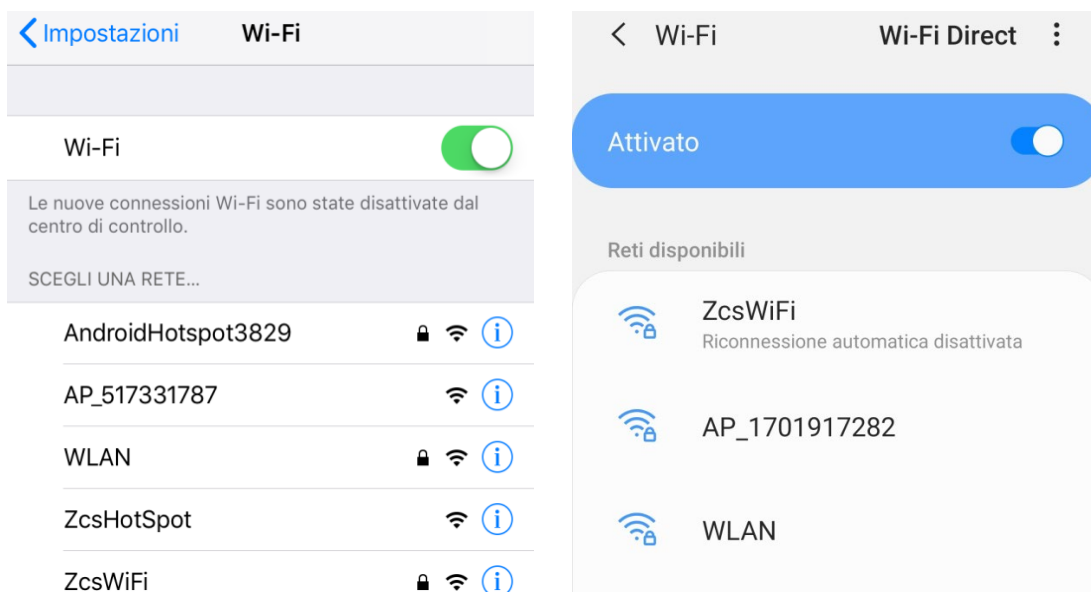 Impostazioni Wi-Fi
Wi-Fi
Le nuove connessioni Wi-Fi sono state disattivate dal
centro di controllo.
SCEGLI UNA RETE...
AndroidHotspot3829
AP_517331787
WLAN
ZcsHotSpot
ZcsWiFi
Wi-Fi Wi-Fi Direct
Attivato
Reti disponibili
ZcsWiFi
Riconnessione automatica disattivata
AP_1701917282
WLAN